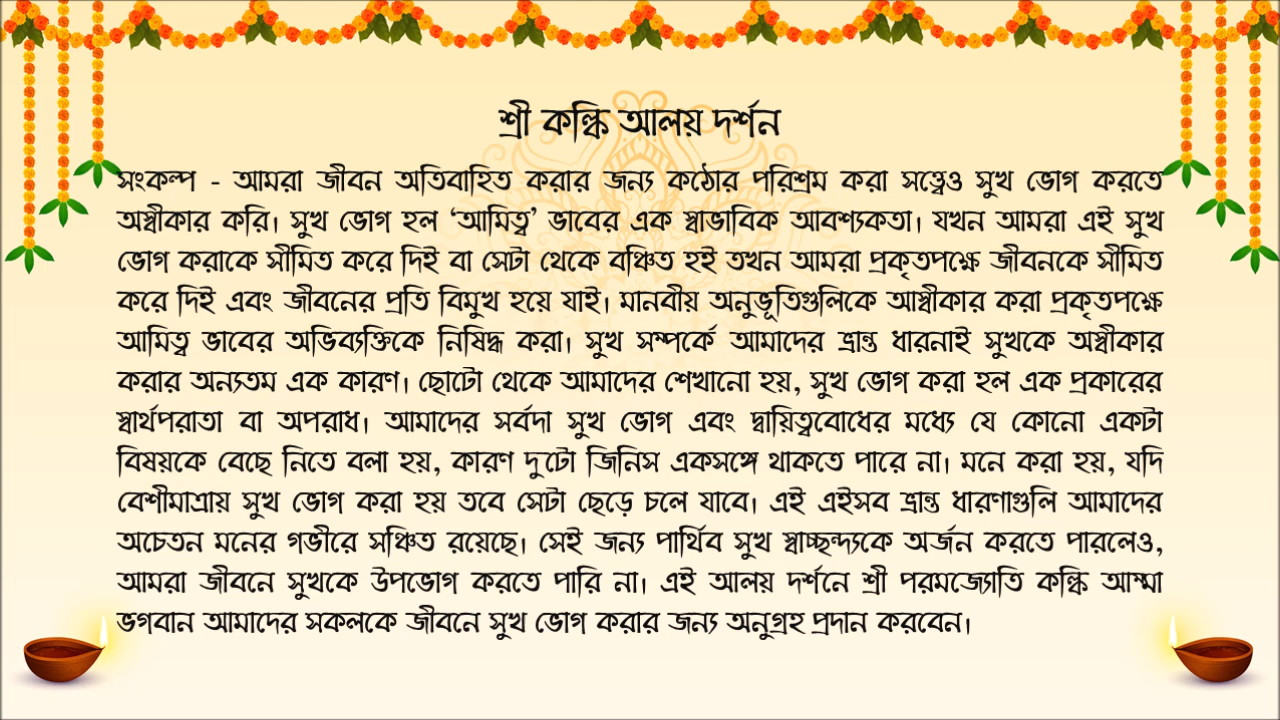 শ্রী কল্কি আলয় দর্শন
সংকল্প - আমরা জীবন অতিবাহিত করার জন্য কঠোর পরিশ্রম করা সত্ত্বেও সুখ ভোগ করতে
অস্বীকার করি। সুখ ভোগ হল ‘আমিত্ব’ ভাবের এক স্বাভাবিক আবশ্যকতা। যখন আমরা এই সুখ
ভোগ করাকে সীমিত করে দিই বা সেটা থেকে বঞ্চিত হই তখন আমরা প্রকৃতপক্ষে জীবনকে সীমিত
করে দিই এবং জীবনের প্রতি বিমুখ হয়ে যাই। মানবীয় অনুভূতিগুলিকে আস্বীকার করা প্রকৃতপক্ষে
আমিত্ব ভাবের অভিব্যক্তিকে নিষিদ্ধ করা। সুখ সম্পর্কে আমাদের ভ্রান্ত ধারনাই সুখকে অস্বীকার
করার অন্যতম এক কারণ। ছোটো থেকে আমাদের শেখানো হয়, সুখ ভোগ করা হল এক প্রকারের
স্বার্থপরাতা বা অপরাধ। আমাদের সর্বদা সুখ ভোগ এবং দ্বায়িত্ববোধের মধ্যে যে কোনো একটা
বিষয়কে বেছে নিতে বলা হয়, কারণ দুটো জিনিস একসঙ্গে থাকতে পারে না। মনে করা হয়, যদি
বেশীমাত্রায় সুখ ভোগ করা হয় তবে সেটা ছেড়ে চলে যাবে। এই এইসব ভ্রান্ত ধারণাগুলি আমাদের
অচেতন মনের গভীরে সঞ্চিত রয়েছে। সেই জন্য পার্থিব সুখ স্বাচ্ছন্দ্যকে অর্জন করতে পারলেও,
আমরা জীবনে সুখকে উপভোগ করতে পারি না। এই আলয় দর্শনে শ্রী পরমজ্যোতি কল্কি আম্মা
ভগবান আমাদের সকলকে জীবনে সুখ ভোগ করার জন্য অনুগ্রহ প্রদান করবেন।